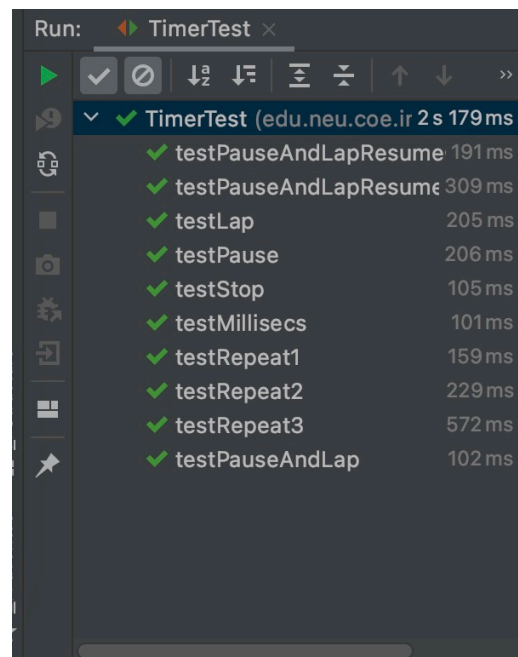 Run: TimerTest
TimerTest (edu.neu.coe.ir 2 s 179 ms
testPauseAndLapResume 191 ms
testPauseAndLapResume 309 ms
testLap 205 ms
testPause 206 ms
testStop 105 ms
testMillisecs 101 ms
testRepeat1 159 ms
testRepeat2 229 ms
testRepeat3 572 ms
testPauseAndLap 102 ms